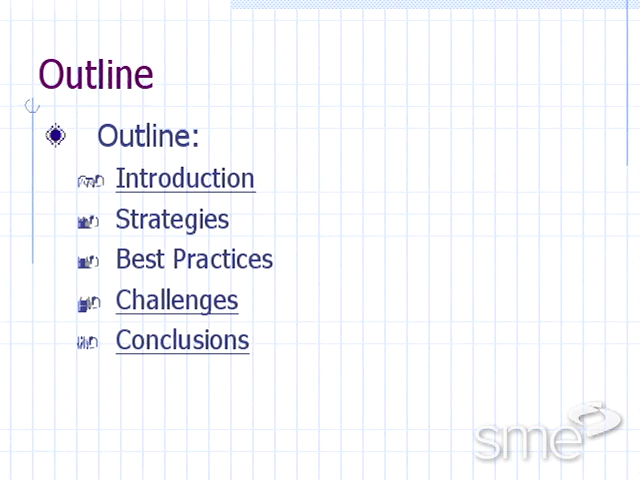 Outline
Outline:
Introduction
Strategies
Best Practices
Challenges
Conclusions
sme